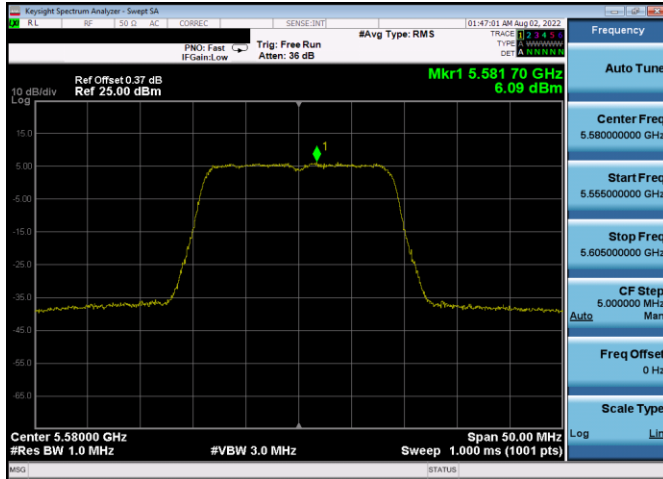 Keysight Spectrum Analyzer - Swept SA
RL RF 50 Ω AC CORREC SENSE:INT 01:47:01 AM Aug 02, 2022
#Avg Type: RMS
TRACE 1 2 3 4 5 6
TYPE A WWWWW
DET A NNNNN
PNO: Fast
IFGain:Low
Trig: Free Run
Atten: 36 dB
Mkr1 5.581 70 GHz
6.09 dBm
Ref Offset 0.37 dB
10 dB/div Ref 25.00 dBm
Log
15.0
5.00
-5.00
-15.0
-25.0
-35.0
-45.0
-55.0
-65.0
1
Center 5.58000 GHz Span 50.00 MHz
#Res BW 1.0 MHz #VBW 3.0 MHz Sweep 1.000 ms (1001 pts)
MSG STATUS
Frequency
Auto Tune
Center Freq
5.580000000 GHz
Start Freq
5.555000000 GHz
Stop Freq
5.605000000 GHz
CF Step
5.000000 MHz
Auto Man
Freq Offset
0 Hz
Scale Type
Log Lin